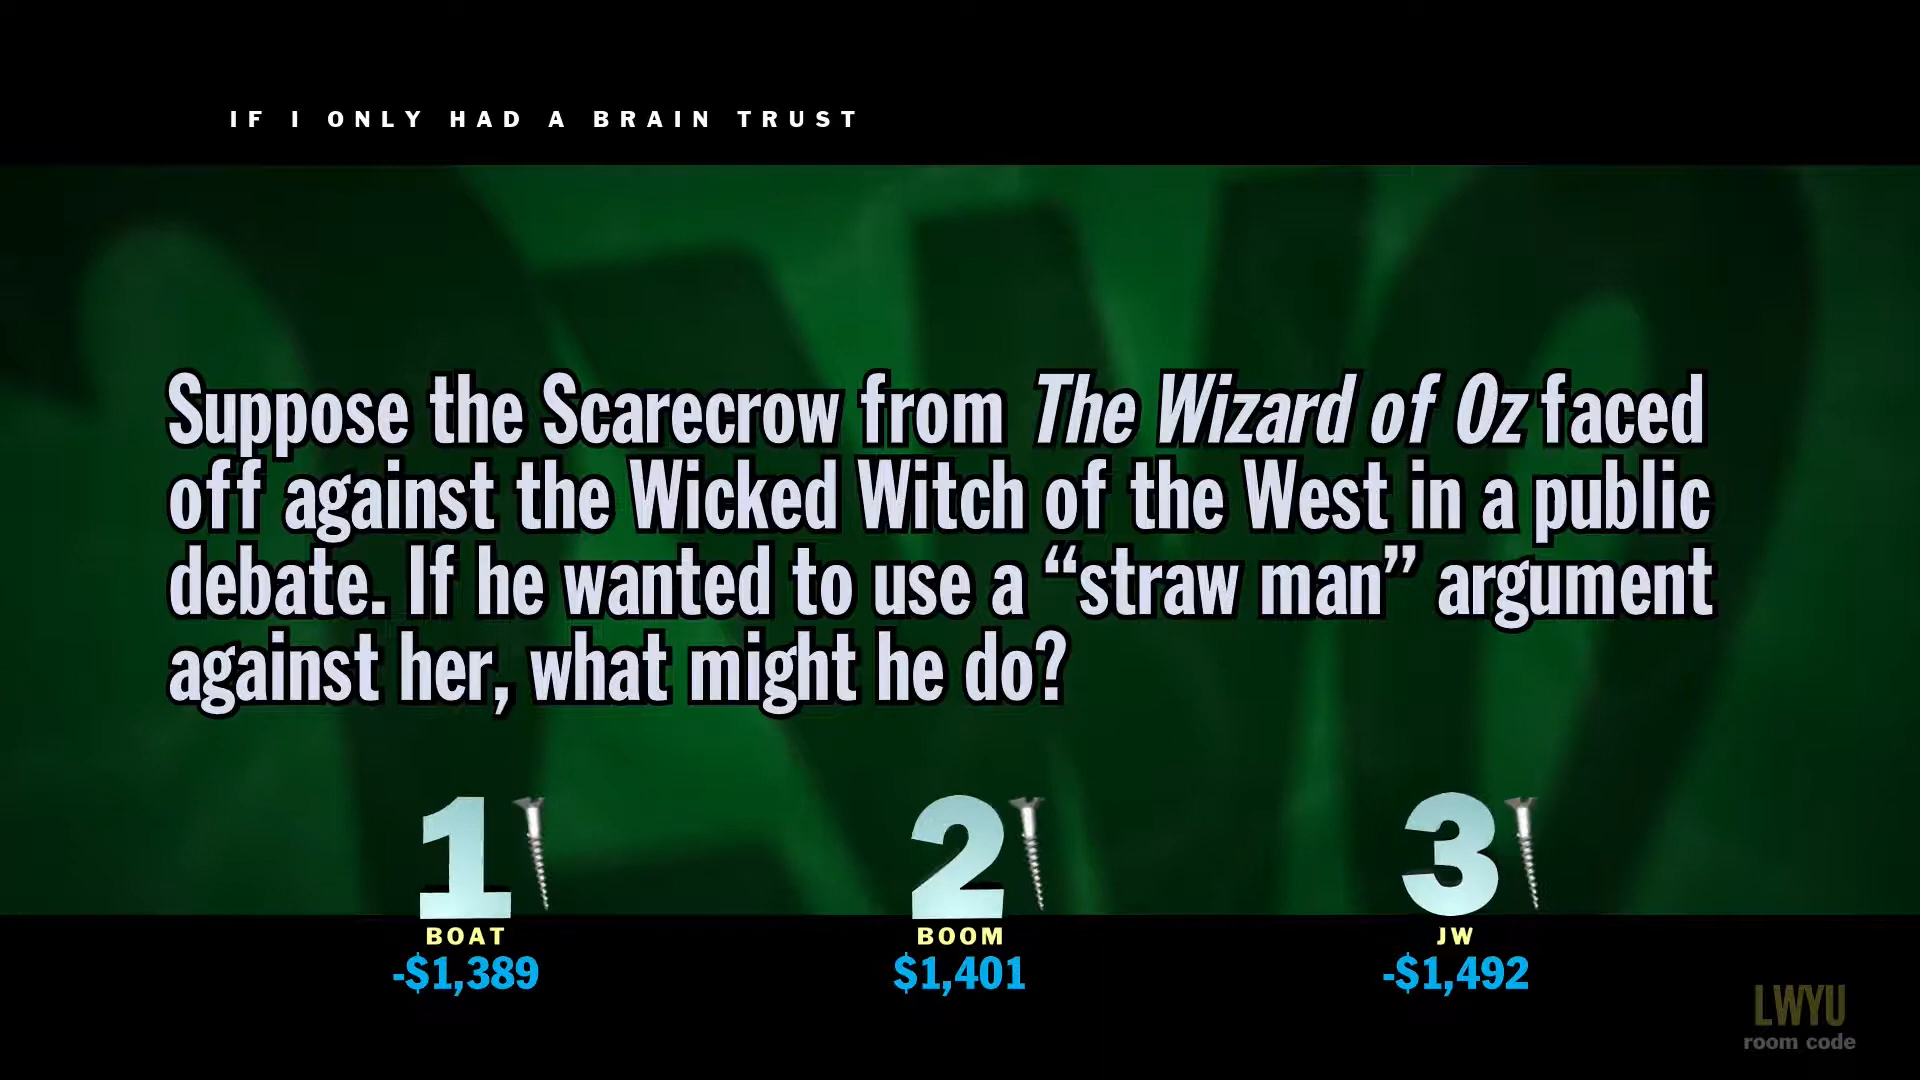 IF I ONLY HAD A BRAIN TRUST
Suppose the Scarecrow from The Wizard of Oz faced
off against the Wicked Witch of the West in a public
debate. If he wanted to use a “straw man” argument
against her, what might he do?
1 2 3
BOAT BOOM JW
-$1,389 $1,401 -$1,492
LWYU
room code